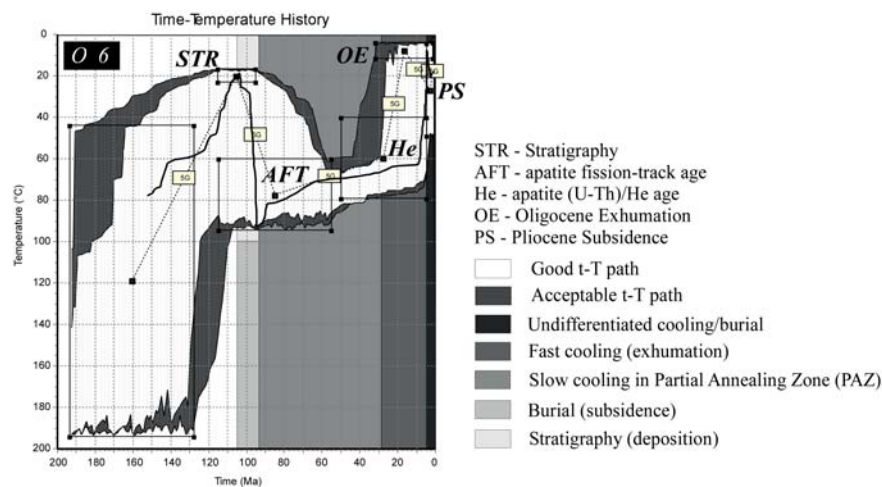 Time-Temperature History
O 6
STR
OE
PS
He
AFT
5G
5G
5G
5G
5G
5G
0
20
40
60
80
100
120
140
160
180
200
Temperature (°C)
200 180 160 140 120 100 80 60 40 20 0
Time (Ma)
STR - Stratigraphy
AFT - apatite fission-track age
He - apatite (U-Th)/He age
OE - Oligocene Exhumation
PS - Pliocene Subsidence
Good t-T path
Acceptable t-T path
Undifferentiated cooling/burial
Fast cooling (exhumation)
Slow cooling in Partial Annealing Zone (PAZ)
Burial (subsidence)
Stratigraphy (deposition)